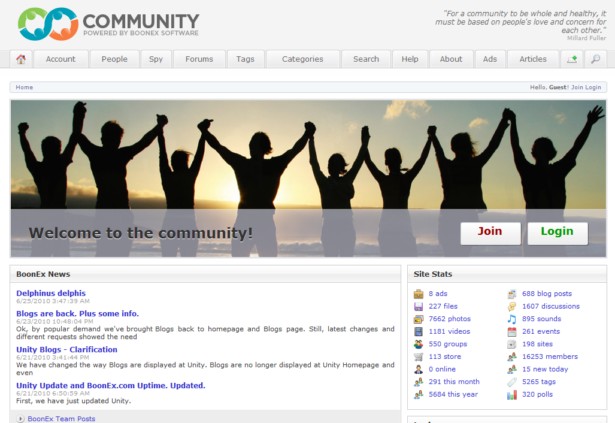 COMMUNITY
POWERED BY BOONEX SOFTWARE
"For a community to be whole and healthy, it
must be based on people's love and concern for
each other."
Millard Fuller
Account People Spy Forums Tags Categories Search Help About Ads Articles
Home
Hello, Guest! Join Login
Welcome to the community!
Join
Login
BoonEx News
Delphinus delphis
6/25/2010 3:47:39 AM
Blogs are back. Plus some info.
6/23/2010 10:48:04 PM
Ok, by popular demand we've brought Blogs back to homepage and Blogs page. Still, latest changes and
different requests showed the need
Unity Blogs - Clarification
6/21/2010 3:41:44 PM
We have changed the way Blogs are displayed at Unity. Blogs are no longer displayed at Unity Homepage and
even
Unity Update and BoonEx.com Uptime. Updated.
6/21/2010 6:50:59 AM
First, we have just updated Unity.
BoonEx Team Posts
Site Stats
8 ads
688 blog posts
227 files
1607 discussions
7662 photos
895 sounds
1181 videos
261 events
550 groups
198 sites
113 store
16253 members
0 online
15 new today
291 this month
5265 tags
5684 this year
320 polls